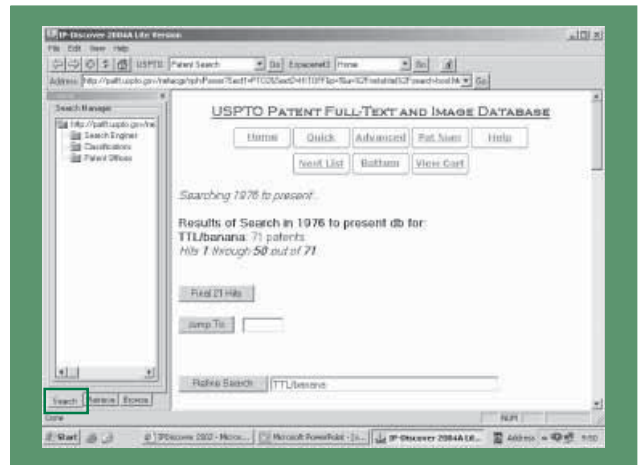 IP-Discover 2004A Lite Version
File Edit View Help
USPTO Patent Search Go Espacenet Home Go
Address
Go
Search Manager
Search Engines
Classifications
Patent Offices
USPTO PATENT FULL-TEXT AND IMAGE DATABASE
Home Quick Advanced Pat Num Help
Next List Bottom View Cart
Searching 1976 to present...
Results of Search in 1976 to present db for:
TTL/banana: 71 patents.
Hits 1 through 50 out of 71
Final 21 Hits
Jump To
Refine Search TTL/banana
Search Retrieve Browse
Done NUM
Start Microsoft PowerPoint - [ IP-Discover 2004A Lit... Address